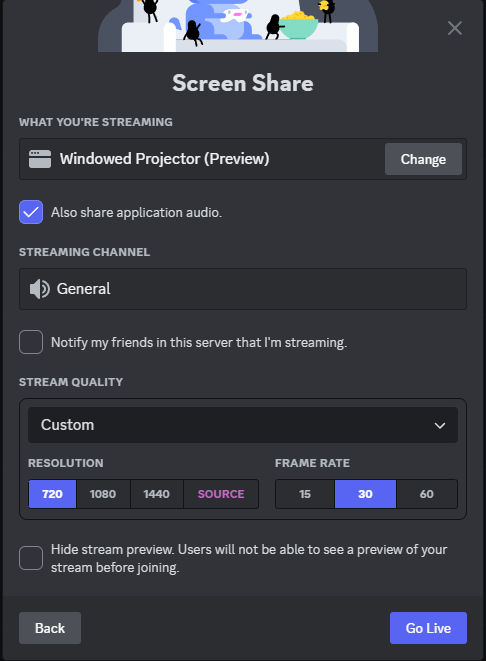 Screen Share
WHAT YOU'RE STREAMING
Windowed Projector (Preview)
Change
Also share application audio.
STREAMING CHANNEL
General
Notify my friends in this server that I'm streaming.
STREAM QUALITY
Custom
RESOLUTION
FRAME RATE
720 1080 1440 SOURCE
15 30 60
Hide stream preview. Users will not be able to see a preview of your
stream before joining.
Back
Go Live